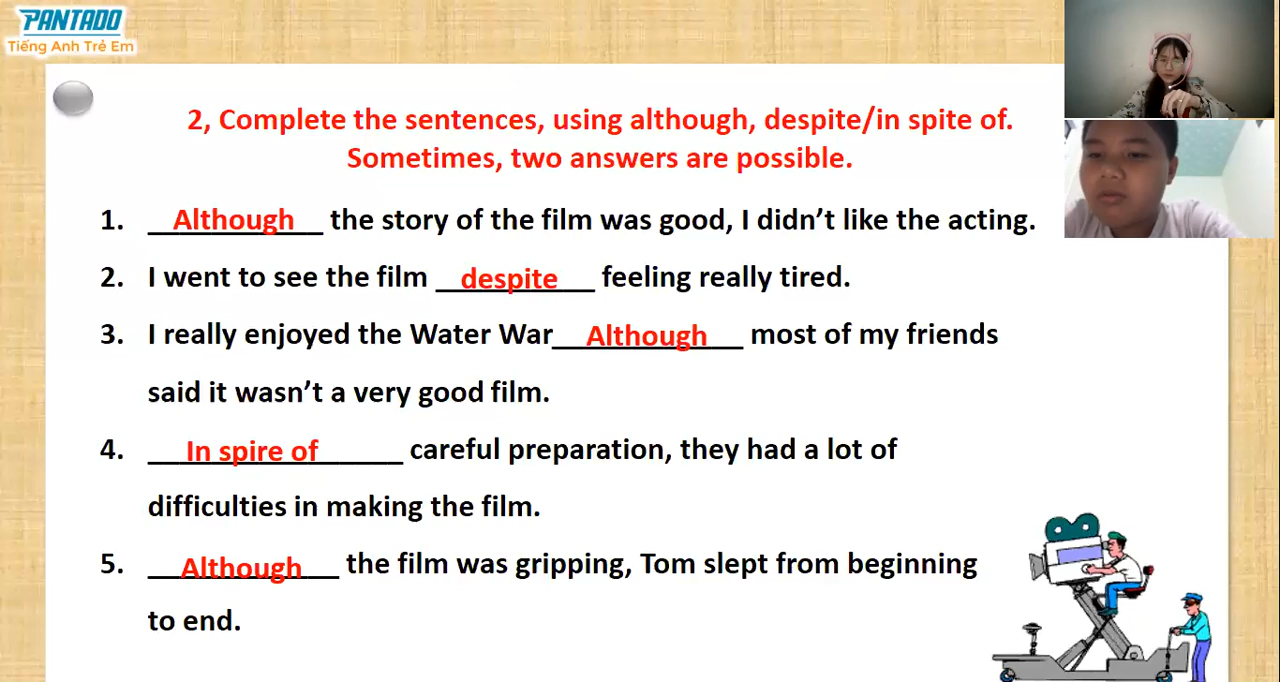 PANTADO
Tiếng Anh Trẻ Em
2, Complete the sentences, using although, despite/in spite of.
Sometimes, two answers are possible.
1. Although the story of the film was good, I didn’t like the acting.
2. I went to see the film despite feeling really tired.
3. I really enjoyed the Water War Although most of my friends
said it wasn’t a very good film.
4. In spire of careful preparation, they had a lot of
difficulties in making the film.
5. Although the film was gripping, Tom slept from beginning
to end.